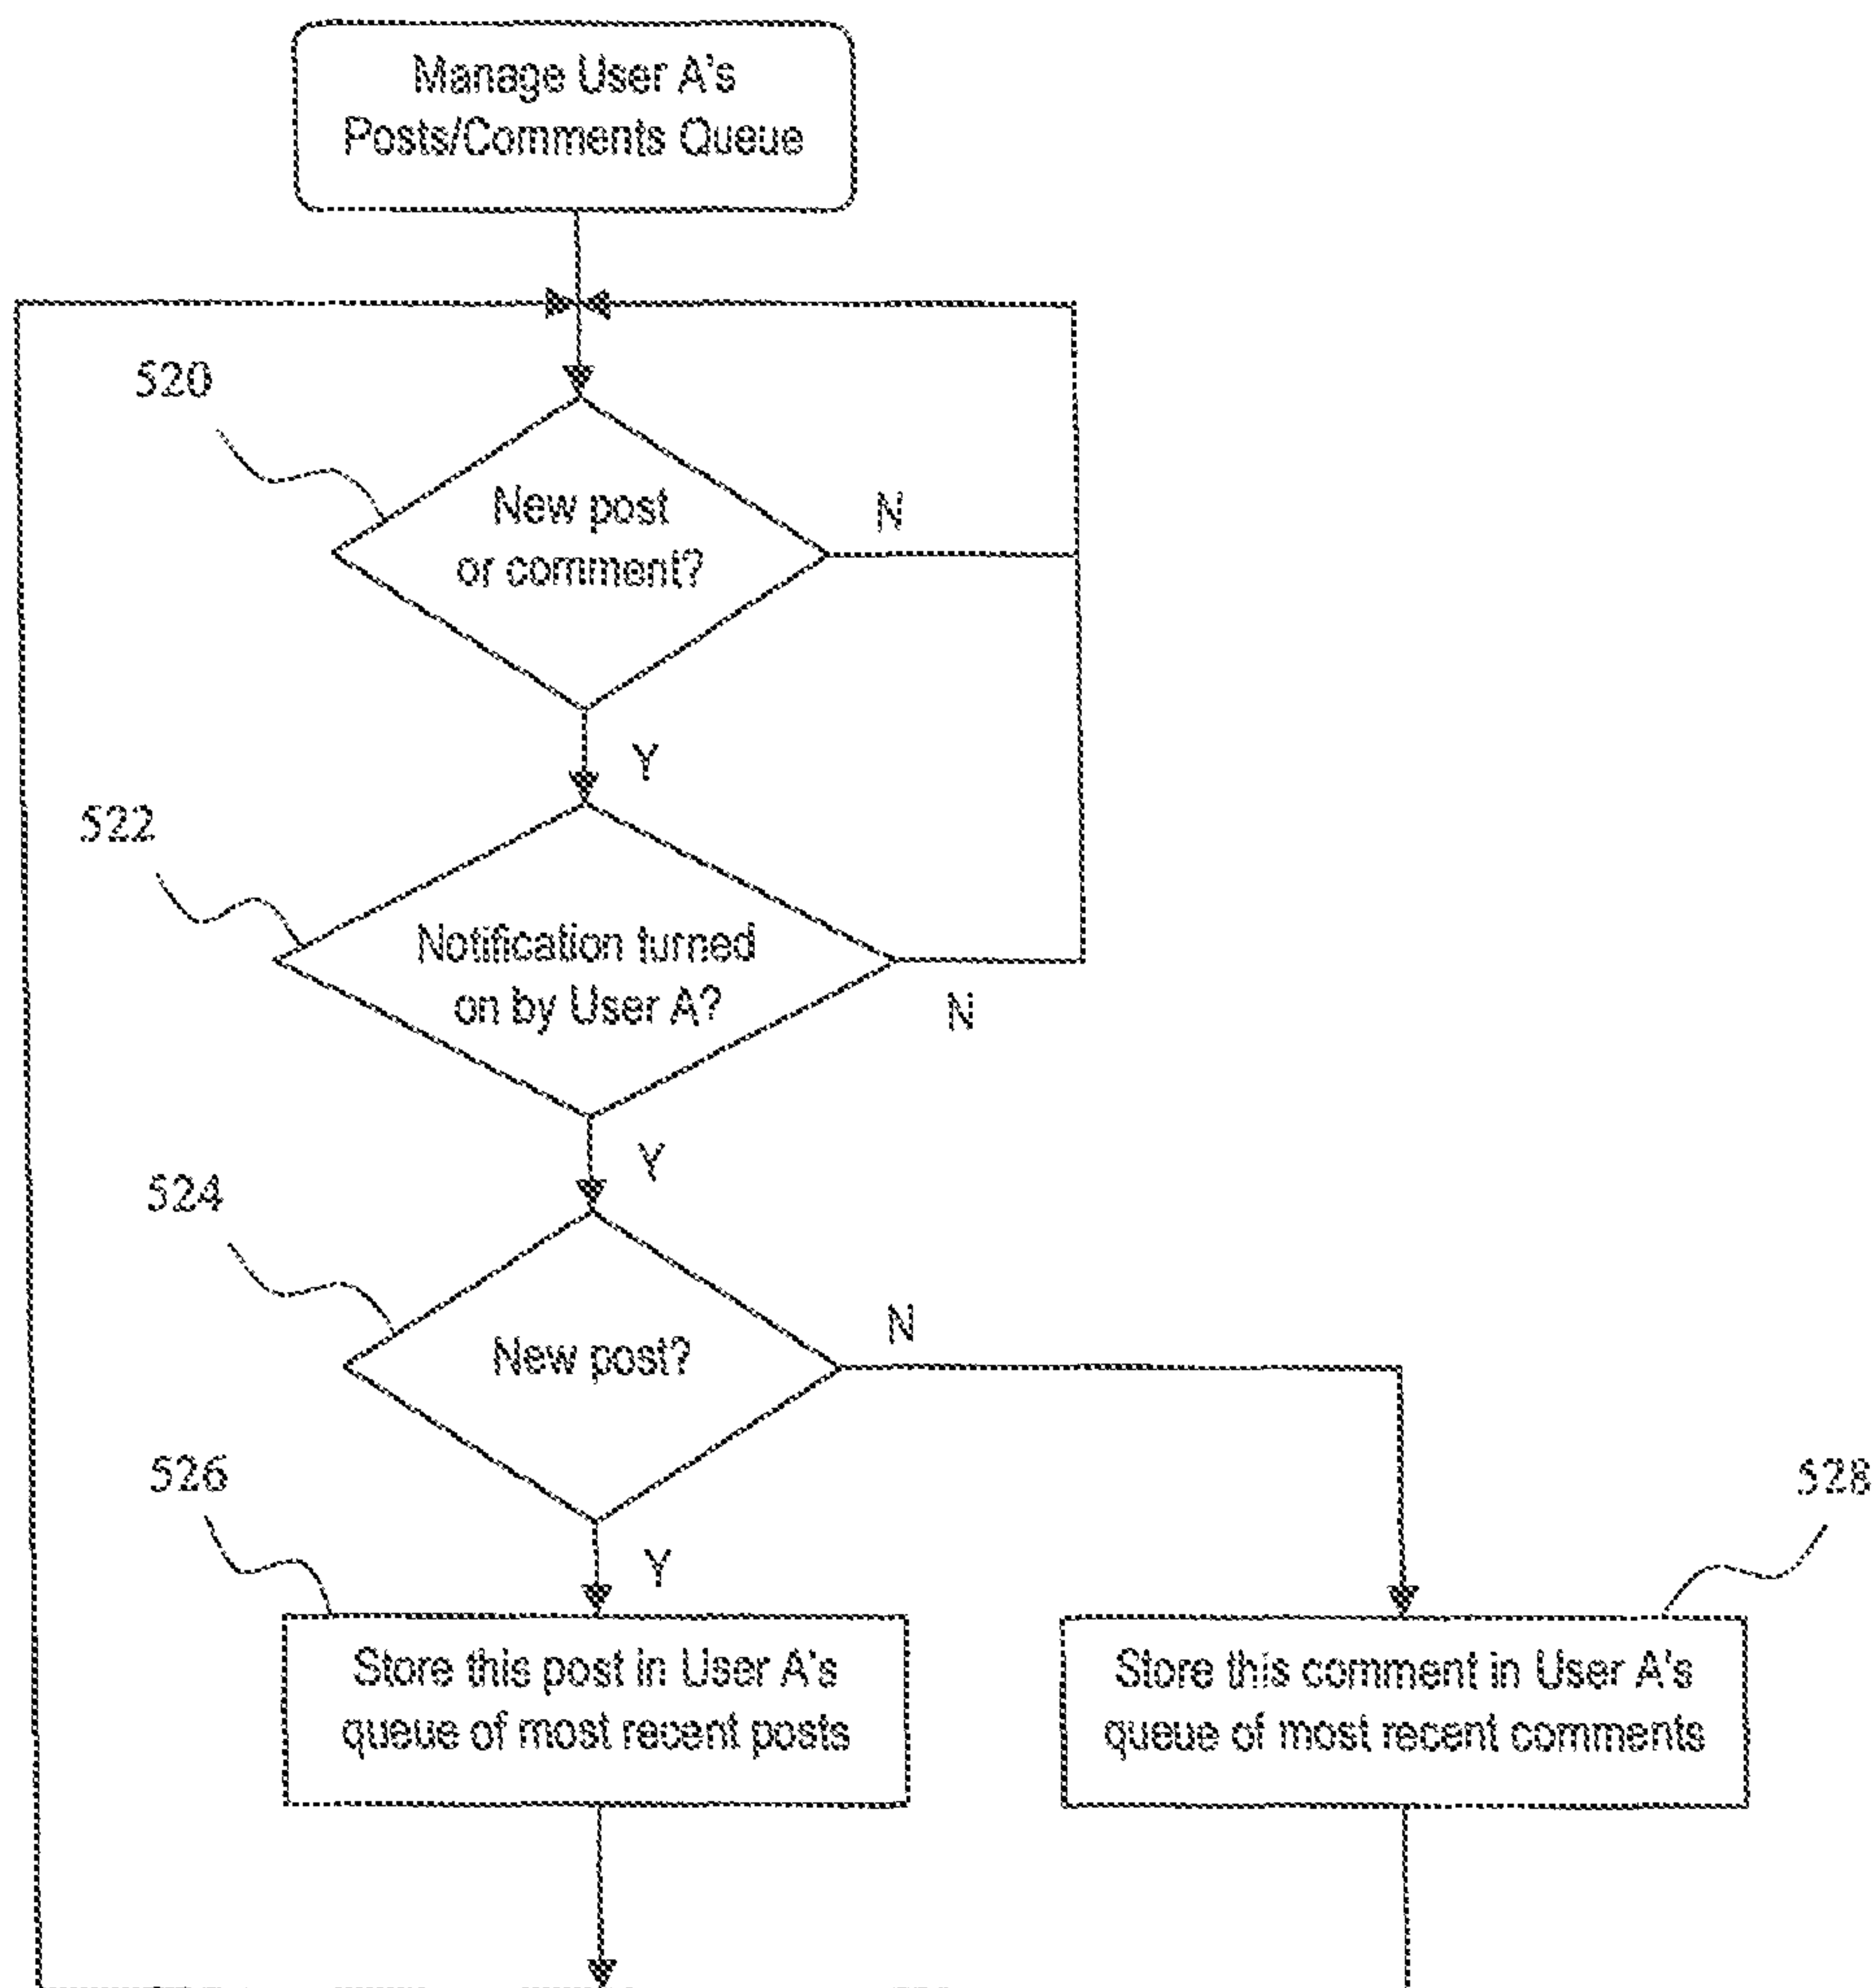 Manage User A's
Posts/Comments Queue
520
New post
or comment?
N
Y
522
Notification turned
on by User A?
N
Y
524
New post?
N
526
528
Y
Store this post in User A's
queue of most recent posts
Store this comment in User A's
queue of most recent comments